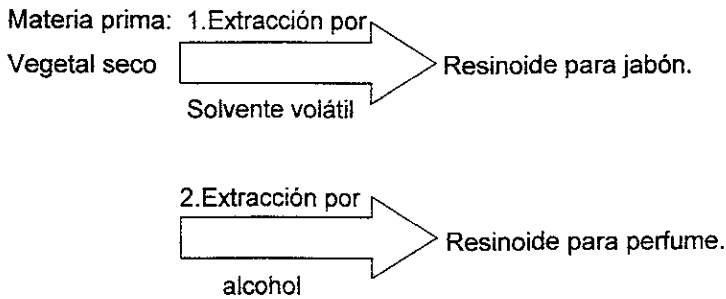 Materia prima: 1.Extracción por
Vegetal seco
Resinoide para jabón.
Solvente volátil
2.Extracción por
Resinoide para perfume.
alcohol